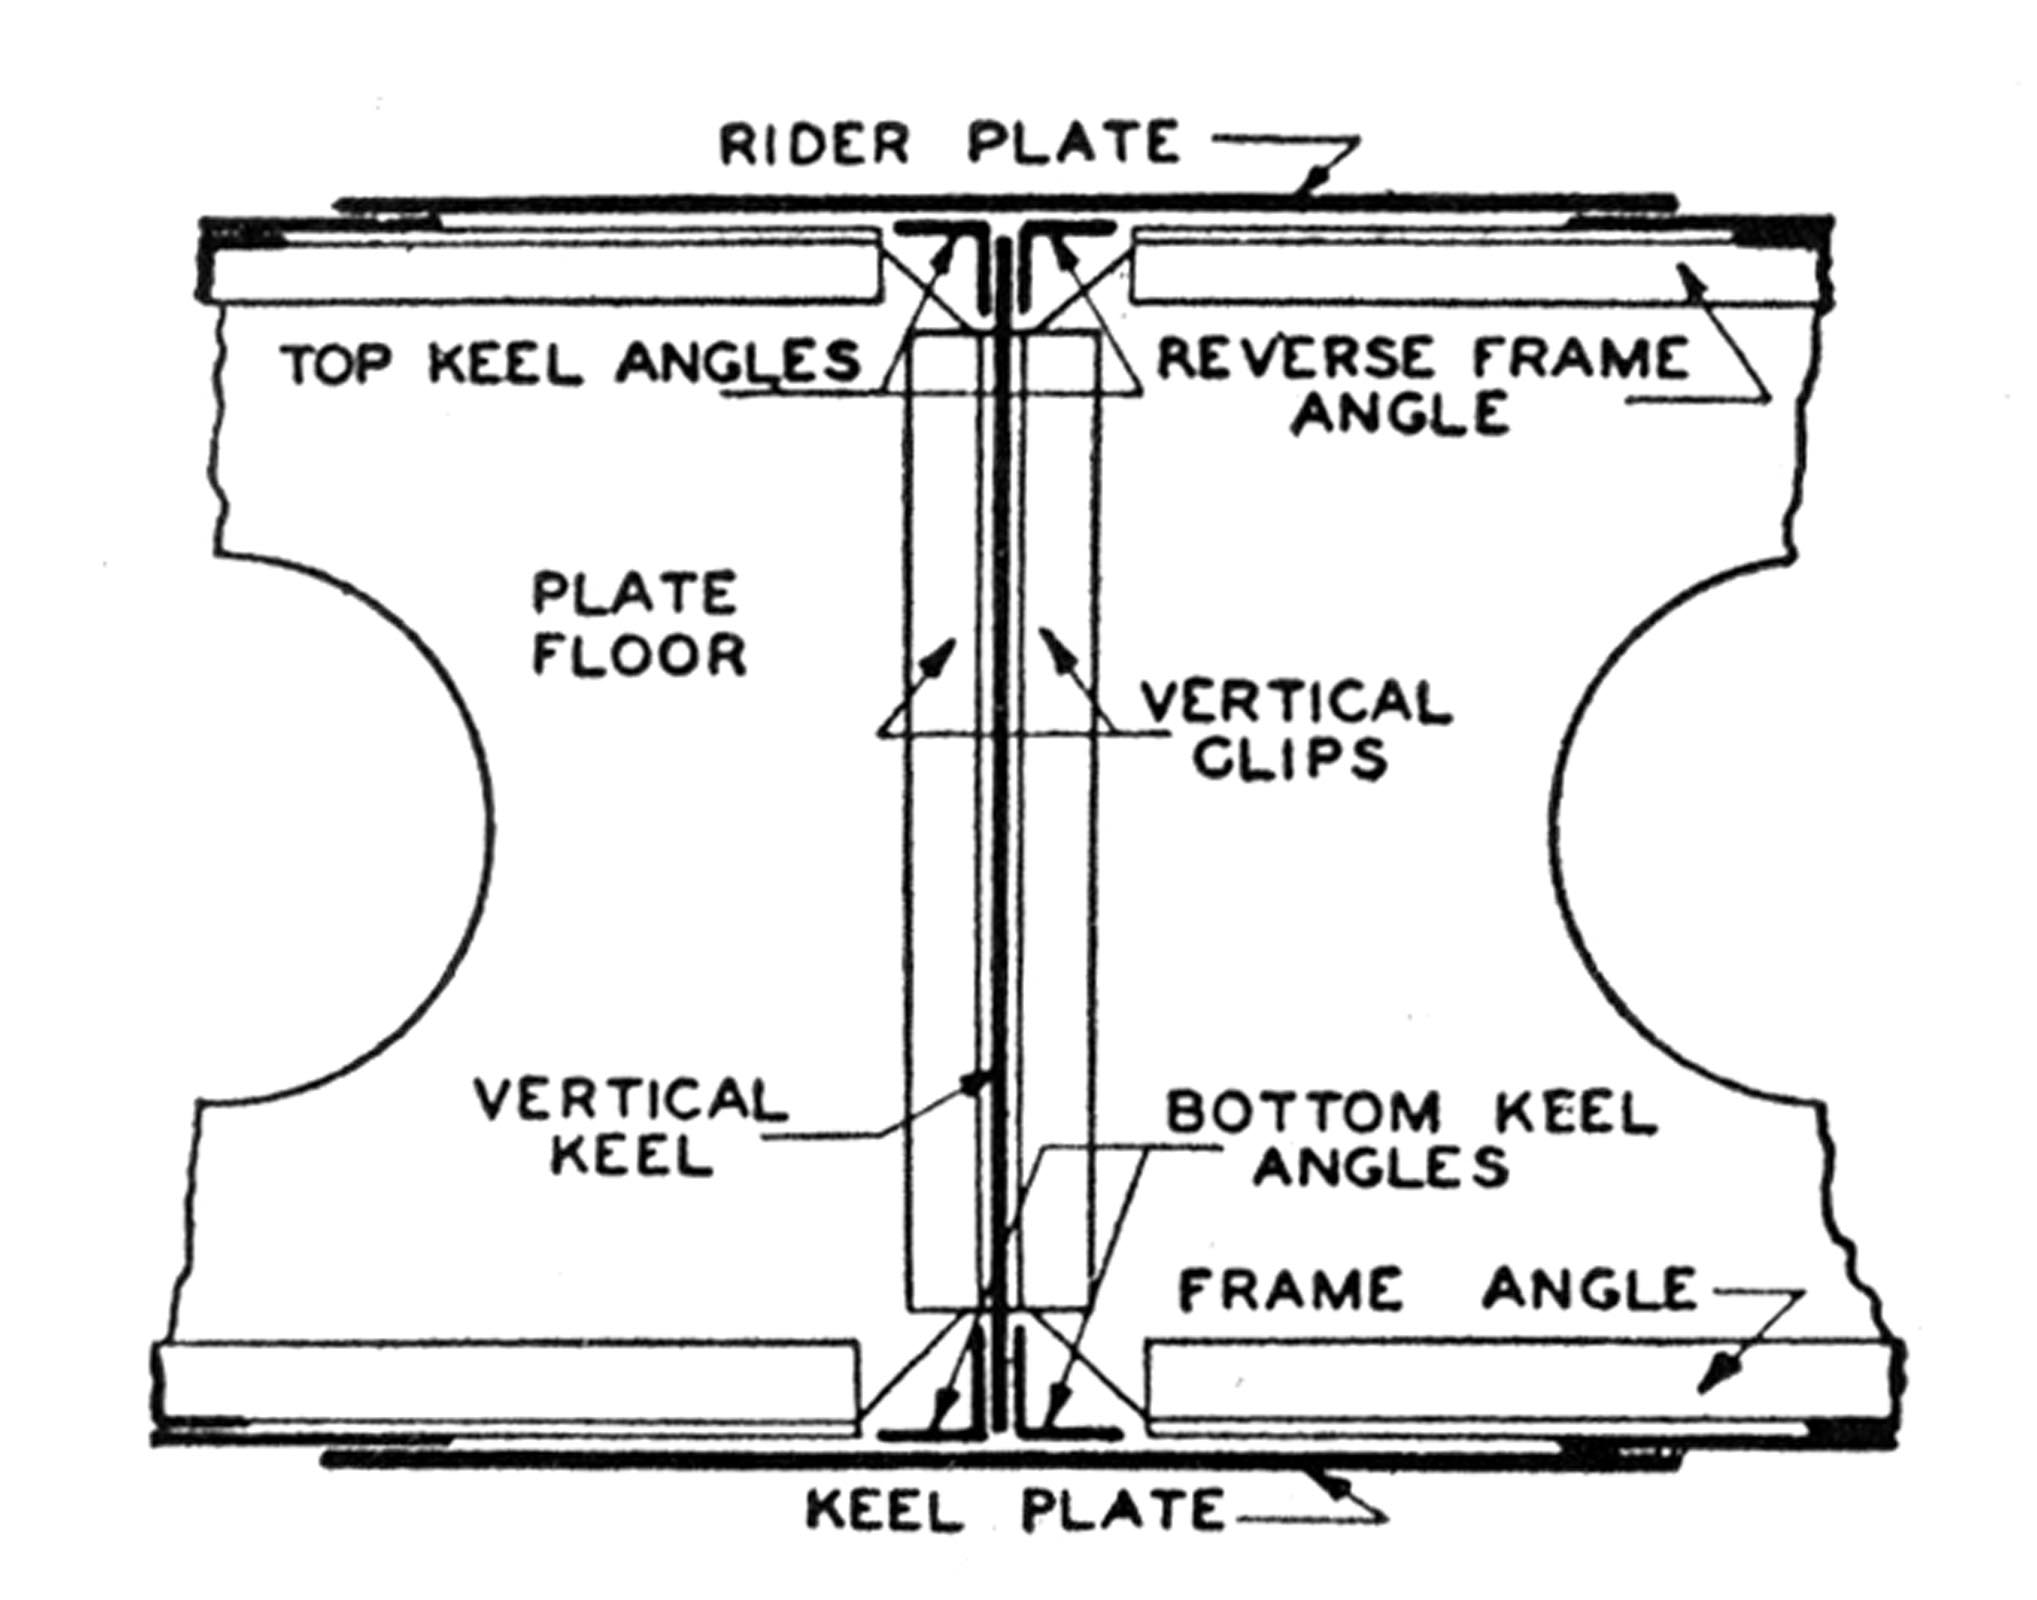 RIDER PLATE
TOP KEEL ANGLES
REVERSE FRAME
ANGLE
PLATE
FLOOR
VERTICAL
CLIPS
VERTICAL
KEEL
BOTTOM KEEL
ANGLES
FRAME ANGLE
KEEL PLATE